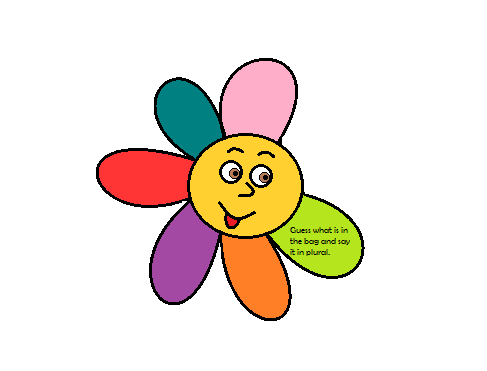 Guess what is in
the bag and say
it in plural.